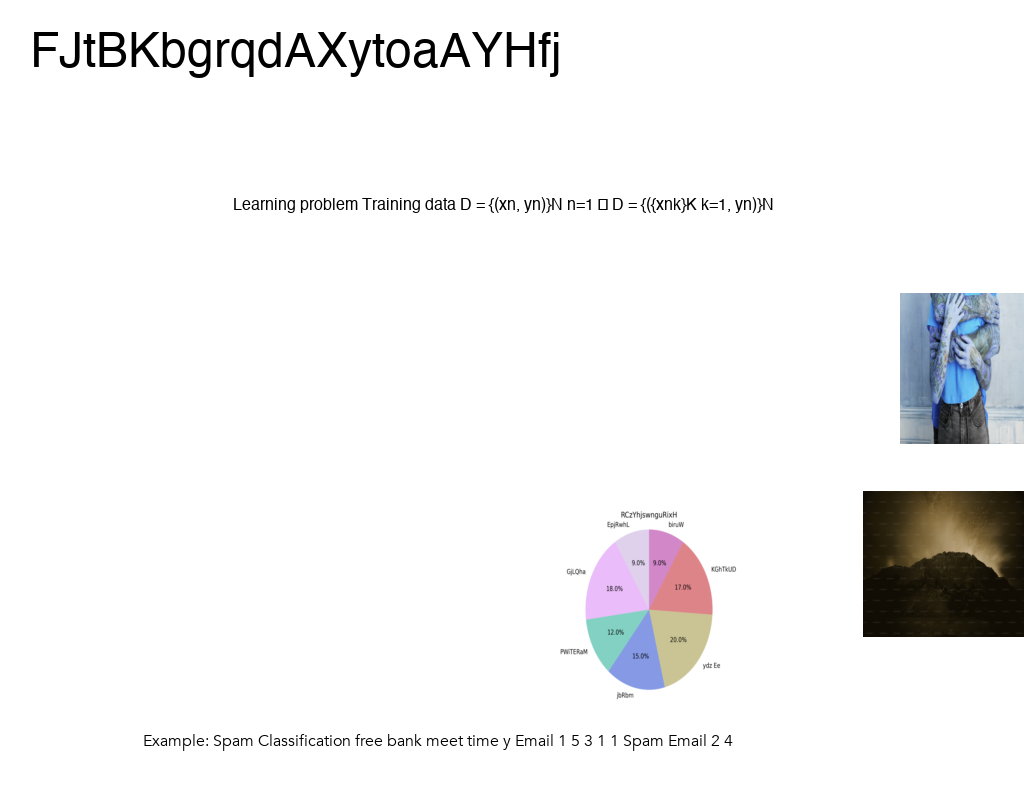 FJtBKbgrqdAXytoaAYHfj
Learning problem Training data D = {(xn, yn)}N n=1 □ D = {({xnk}K k=1, yn)}N
RCzYhjswnguRixH
EpjRwhL
biruW
9.0%
9.0%
GjLQha
KGhTkUD
18.0%
17.0%
12.0%
20.0%
PWiTERaM
15.0%
ydz Ee
jbRbm
Example: Spam Classification free bank meet time y Email 1 5 3 1 1 Spam Email 2 4